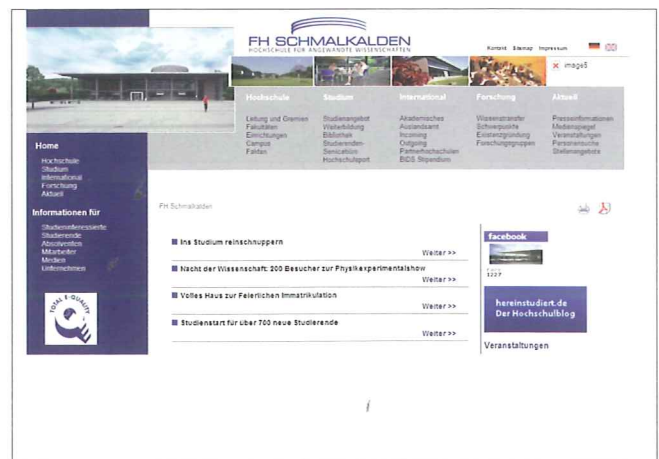 FH SCHMALKALDEN
HOCHSCHULE FÜR ANGEWANDTE WISSENSCHAFTEN
Kontakt Sitemap Impressum
image5
Hochschule
Leitung und Gremien
Fakultäten
Einrichtungen
Campus
Fakten
Studium
Studienangebot
Weiterbildung
Bibliothek
Studierenden-
Sekretariat
Hochschulsport
International
Akademisches
Auslandsamt
Incoming
Outgoing
Partnerhochschulen
BIDS Stipendium
Forschung
Wissenstransfer
Schwerpunkte
Existenzgründung
Forschungsgruppen
Aktuell
Presseinformationen
Medienspiegel
Veranstaltungen
Personensuche
Stellenangebote
Home
Hochschule
Studium
International
Forschung
Aktuell
Informationen für
Studieninteressierte
Studierende
Absolventen
Mitarbeiter
Medien
Unternehmen
TOTAL E-QUALITY
FH Schmalkalden
Ins Studium reinschnuppern
Weiter >>
Nacht der Wissenschaft: 200 Besucher zur Physikexperimentalshow
Weiter >>
Volles Haus zur Feierlichen Immatrikulation
Weiter >>
Studienstart für über 700 neue Studierende
Weiter >>
facebook
Fans
1227
hereinstudiert.de
Der Hochschulblog
Veranstaltungen